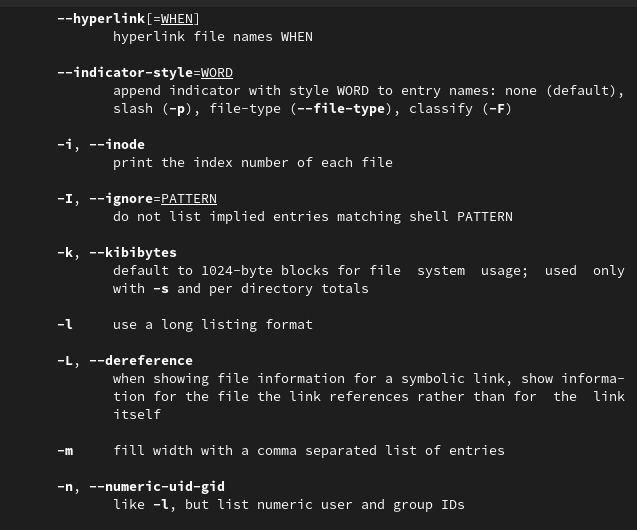 --hyperlink[=WHEN]
hyperlink file names WHEN
--indicator-style=WORD
append indicator with style WORD to entry names: none (default),
slash (-p), file-type (--file-type), classify (-F)
-i, --inode
print the index number of each file
-I, --ignore=PATTERN
do not list implied entries matching shell PATTERN
-k, --kibibytes
default to 1024-byte blocks for file  system  usage;  used  only
with -s and per directory totals
-l     use a long listing format
-L, --dereference
when showing file information for a symbolic link, show informa-
tion for the file the link references rather than for  the  link
itself
-m     fill width with a comma separated list of entries
-n, --numeric-uid-gid
like -l, but list numeric user and group IDs